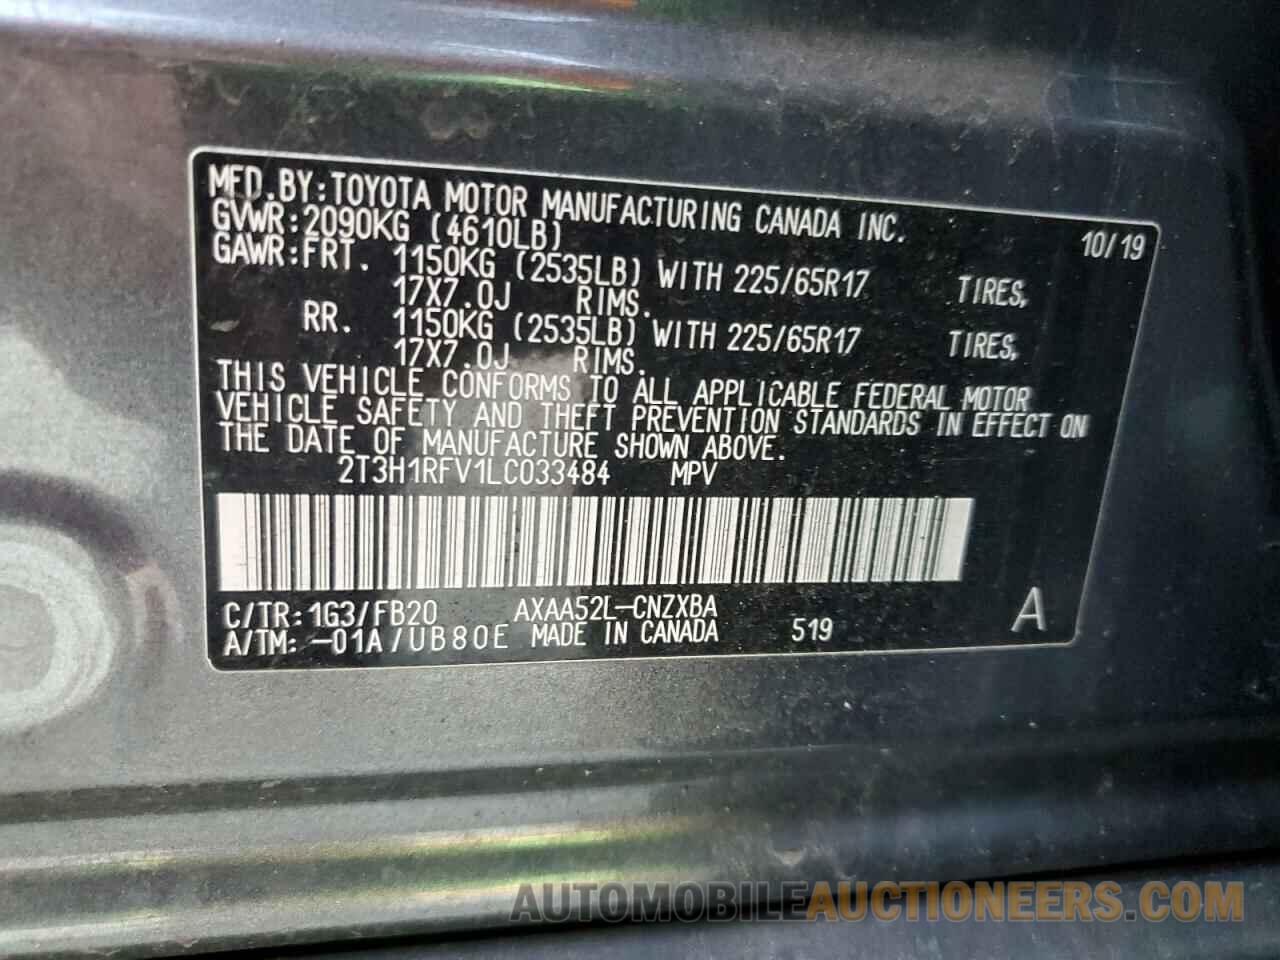 MFD.BY:TOYOTA MOTOR MANUFACTURING CANADA INC. 10/19
GVWR:2090KG (4610LB)
GAWR:FRT. 1150KG (2535LB) WITH 225/65R17 TIRES,
17X7.0J RIMS.
RR. 1150KG (2535LB) WITH 225/65R17 TIRES,
17X7.0J RIMS.
THIS VEHICLE CONFORMS TO ALL APPLICABLE FEDERAL MOTOR
VEHICLE SAFETY AND THEFT PREVENTION STANDARDS IN EFFECT ON
THE DATE OF MANUFACTURE SHOWN ABOVE.
2T3H1RFV1LC033484 MPV
C/TR:1G3/FB20 AXAA52L-CNZXBA A
A/TM:-01A/UB80E MADE IN CANADA 519
AUTOMOBILEAUCTIONEERS.COM